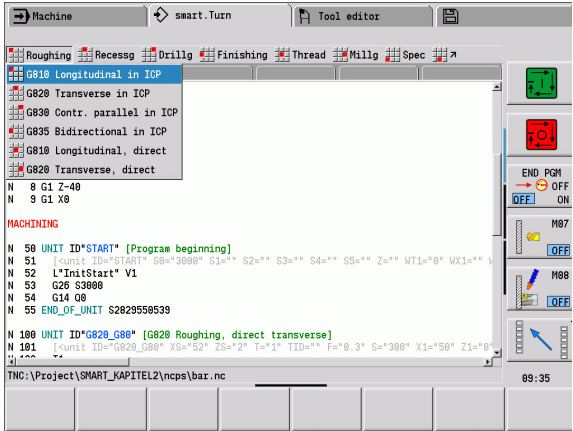 Machine smart.Turn Tool editor
Roughing Recessg Drillg Finishing Thread Millg Spec
G810 Longitudinal in ICP
G820 Transverse in ICP
G830 Contr. parallel in ICP
G835 Bidirectional in ICP
G810 Longitudinal, direct
G820 Transverse, direct
N 8 G1 Z-40
N 9 G1 X0
MACHINING
N 50 UNIT ID"START" [Program beginning]
N 51 [<unit ID="START" S0="3000" S1="" S2="" S3="" S4="" S5="" Z="" WT1="0" WX1=""
N 52 L"InitStart" V1
N 53 G26 S3000
N 54 G14 Q0
N 55 END_OF_UNIT S2829550539
N 100 UNIT ID"G820_G80" [G820 Roughing, direct transverse]
N 101 [<unit ID="G820_G80" XS="52" ZS="2" T="1" TID="" F="0.3" S="300" X1="50" Z1="0"
TNC:\Project\SMART_KAPITEL2\ncps\bar.nc
END PGM
OFF
OFF ON
M07
OFF
M08
OFF
09:35